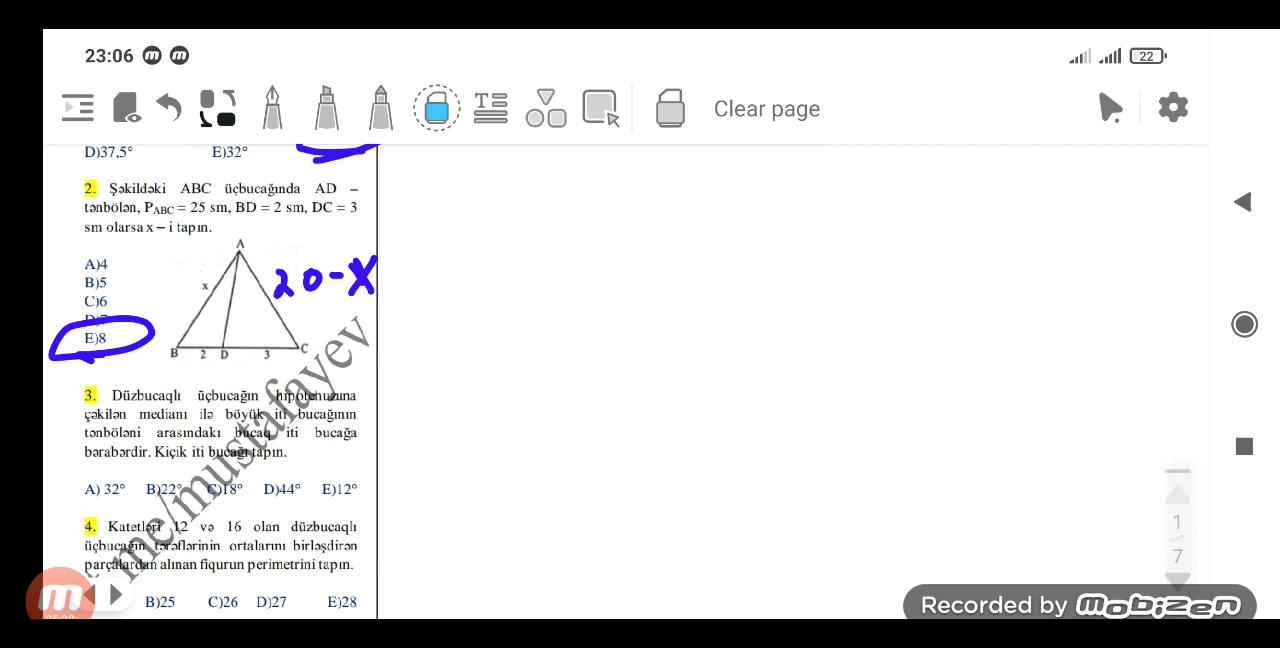 23:06
22
Clear page
D)37,5° E)32°
2. Şəkildəki ABC üçbucağında AD –
tənbölən, PABC = 25 sm, BD = 2 sm, DC = 3
sm olarsa x – i tapın.
A)4
B)5
C)6
D)7
E)8
A
x
20-x
B 2 D 3 C
3. Düzbucaqlı üçbucağın hipotenuzuna
çəkilən medianı ilə böyük iti bucağının
tənböləni arasındakı bucaq iti bucağa
bərabərdir. Kiçik iti bucağı tapın.
A) 32° B)22° C)18° D)44° E)12°
4. Katetləri 12 və 16 olan düzbucaqlı
üçbucağın tərəflərinin ortalarını birləşdirən
parçalardan alınan fiqurun perimetrini tapın.
B)25 C)26 D)27 E)28
me/mustafayev
1
7
Recorded by mobizen